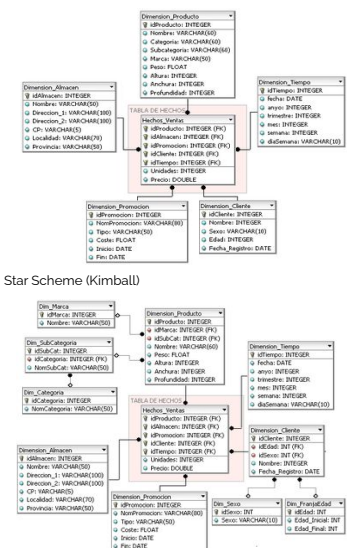 Dimension_Producto
idProducto: INTEGER
Nombre: VARCHAR(60)
Categoria: VARCHAR(60)
Subcategoria: VARCHAR(60)
Marca: VARCHAR(50)
Peso: FLOAT
Altura: INTEGER
Anchura: INTEGER
Profundidad: INTEGER
Dimension_Almacen
idAlmacen: INTEGER
Nombre: VARCHAR(50)
Direccion_1: VARCHAR(100)
Direccion_2: VARCHAR(100)
CP: VARCHAR(5)
Localidad: VARCHAR(70)
Provincia: VARCHAR(50)
Dimension_Tiempo
idTiempo: INTEGER
fecha: DATE
anyo: INTEGER
trimestre: INTEGER
mes: INTEGER
semana: INTEGER
diaSemana: VARCHAR(10)
TABLA DE HECHOS
Hechos_Ventas
idProducto: INTEGER (FK)
idAlmacen: INTEGER (FK)
idPromocion: INTEGER (FK)
idCliente: INTEGER (FK)
idTiempo: INTEGER (FK)
Unidades: INTEGER
Precio: DOUBLE
Dimension_Promocion
idPromocion: INTEGER
NomPromocion: VARCHAR(80)
Tipo: VARCHAR(50)
Coste: FLOAT
Inicio: DATE
Fin: DATE
Dimension_Cliente
idCliente: INTEGER
Nombre: INTEGER
Sexo: VARCHAR(10)
Edad: INTEGER
Fecha_Registro: DATE
Star Scheme (Kimball)
Dim_Marca
idMarca: INTEGER
Nombre: VARCHAR(50)
Dim_SubCategoria
idSubCat: INTEGER
idCategoria: INTEGER (FK)
NomSubCat: VARCHAR(50)
Dim_Categoria
idCategoria: INTEGER
NomCategoria: VARCHAR(50)
Dimension_Producto
idProducto: INTEGER
idMarca: INTEGER (FK)
idSubCat: INTEGER (FK)
Nombre: VARCHAR(60)
Peso: FLOAT
Altura: INTEGER
Anchura: INTEGER
Profundidad: INTEGER
Dimension_Tiempo
idTiempo: INTEGER
fecha: DATE
anyo: INTEGER
trimestre: INTEGER
mes: INTEGER
semana: INTEGER
diaSemana: VARCHAR(10)
TABLA DE HECHOS
Hechos_Ventas
idProducto: INTEGER (FK)
idAlmacen: INTEGER (FK)
idPromocion: INTEGER (FK)
idCliente: INTEGER (FK)
idTiempo: INTEGER (FK)
Unidades: INTEGER
Precio: DOUBLE
Dimension_Almacen
idAlmacen: INTEGER
Nombre: VARCHAR(50)
Direccion_1: VARCHAR(100)
Direccion_2: VARCHAR(100)
CP: VARCHAR(5)
Localidad: VARCHAR(70)
Provincia: VARCHAR(50)
Dimension_Cliente
idCliente: INTEGER
idEdad: INT (FK)
idSexo: INT (FK)
Nombre: INTEGER
Fecha_Registro: DATE
Dimension_Promocion
idPromocion: INTEGER
NomPromocion: VARCHAR(80)
Tipo: VARCHAR(50)
Coste: FLOAT
Inicio: DATE
Fin: DATE
Dim_Sexo
idSexo: INT
Sexo: VARCHAR(10)
Dim_FranjaEdad
idEdad: INT
Edad_Inicial: INT
Edad_Final: INT